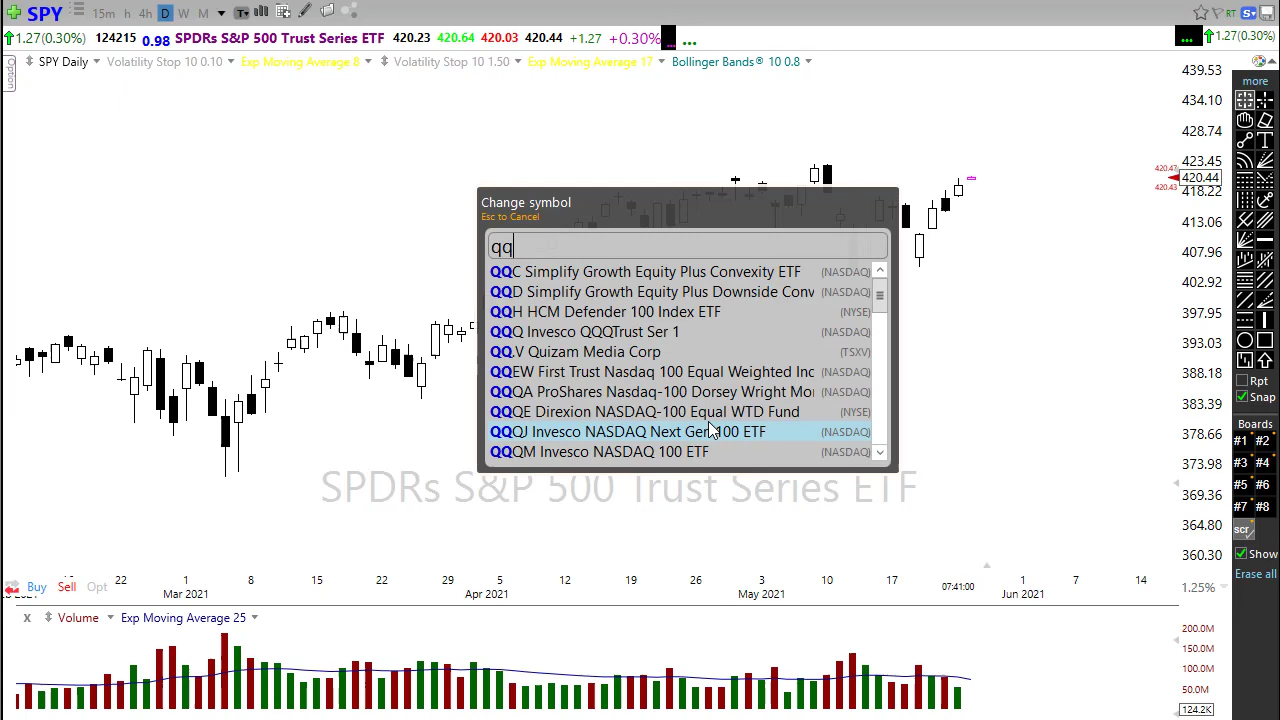 SPY 15m h 4h D W M T
RT S
1.27(0.30%) 124215 0.98 SPDRs S&P 500 Trust Series ETF 420.23 420.64 420.03 420.44 +1.27 +0.30% ... ... ... 1.27(0.30%)
Option
SPY Daily Volatility Stop 10 0.10 Exp Moving Average 8 Volatility Stop 10 1.50 Exp Moving Average 17 Bollinger Bands® 10 0.8
439.53
434.10
428.74
423.45
420.47
420.44
420.43
418.22
413.06
407.96
402.92
397.95
393.03
388.18
383.39
378.66
373.98
369.36
364.80
360.30
more
T
Rpt
Snap
Boards
#1 #2
#3 #4
#5 #6
#7 #8
scr
Show
Erase all
Change symbol
Esc to Cancel
qq
QQC Simplify Growth Equity Plus Convexity ETF (NASDAQ)
QQD Simplify Growth Equity Plus Downside Conv (NASDAQ)
QQH HCM Defender 100 Index ETF (NYSE)
QQQ Invesco QQQTrust Ser 1 (NASDAQ)
QQ.V Quizam Media Corp (TSXV)
QQEW First Trust Nasdaq 100 Equal Weighted Inc (NASDAQ)
QQQA ProShares Nasdaq-100 Dorsey Wright Mo (NASDAQ)
QQQE Direxion NASDAQ-100 Equal WTD Fund (NYSE)
QQQJ Invesco NASDAQ Next Gen 100 ETF (NASDAQ)
QQQM Invesco NASDAQ 100 ETF (NASDAQ)
SPDRs S&P 500 Trust Series ETF
22 1 8 15 22 29 5 12 19 26 3 10 17 07:41:00 1 7 14
Mar 2021 Apr 2021 May 2021 Jun 2021
Buy Sell Opt
1.25%
x Volume Exp Moving Average 25
200.0M
150.0M
100.0M
50.0M
124.2K